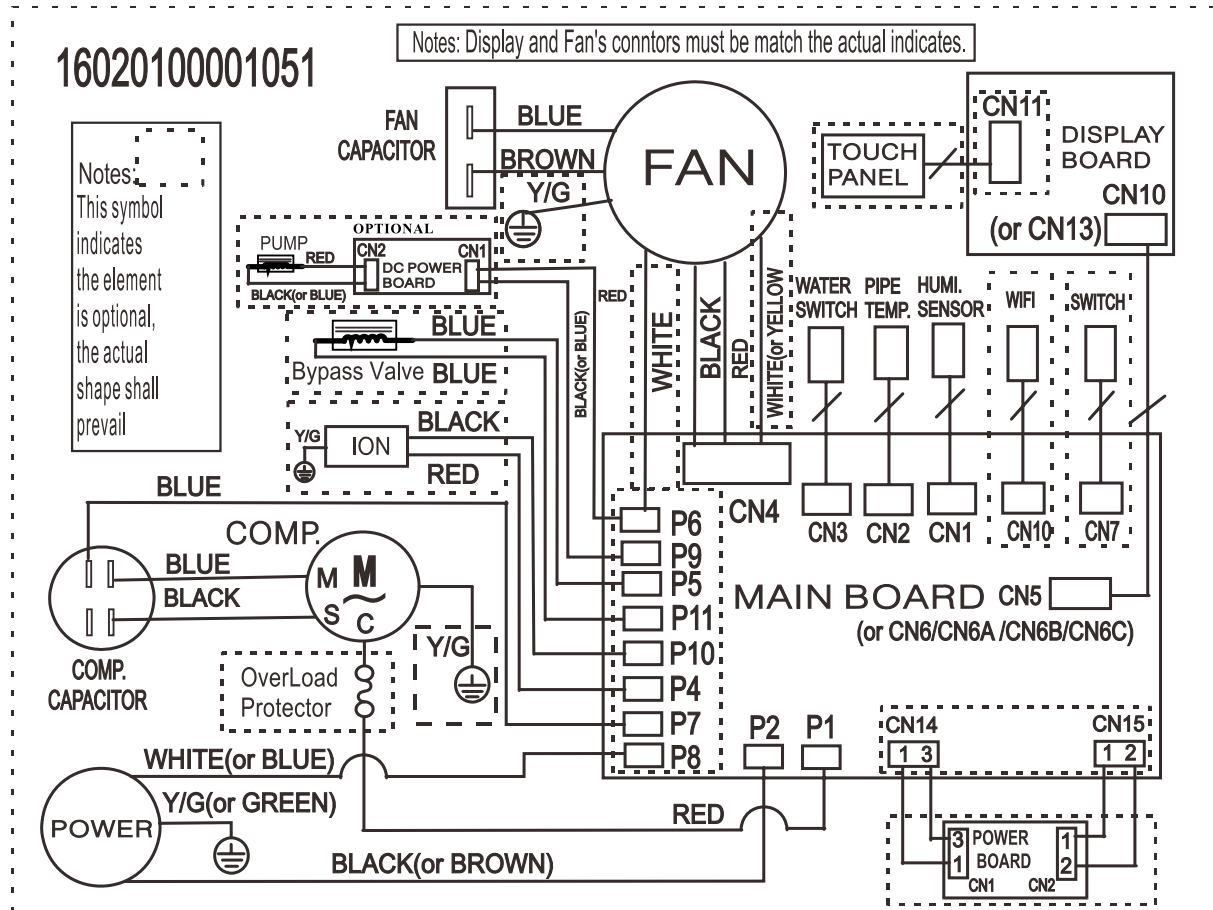 Notes: Display and Fan's conntors must be match the actual indicates.
16020100001051
Notes:
This symbol
indicates
the element
is optional,
the actual
shape shall
prevail
FAN
CAPACITOR
BLUE
BROWN
Y/G
FAN
TOUCH
PANEL
CN11
DISPLAY
BOARD
CN10
(or CN13)
OPTIONAL
PUMP
RED
BLACK(or BLUE)
CN2
CN1
DC POWER
BOARD
RED
BLACK(or BLUE)
WHITE
BLACK
RED
WIHITE(or YELLOW)
WATER
SWITCH
PIPE
TEMP.
HUMI.
SENSOR
WIFI
SWITCH
BLUE
Bypass Valve
BLUE
Y/G
ION
BLACK
RED
CN4
CN3
CN2
CN1
CN10
CN7
P6
P9
P5
P11
P10
P4
P7
P8
MAIN BOARD
CN5
(or CN6/CN6A /CN6B/CN6C)
BLUE
COMP.
BLUE
BLACK
M
M
S
C
COMP.
CAPACITOR
Y/G
OverLoad
Protector
P2
P1
CN14
1 3
CN15
1 2
WHITE(or BLUE)
Y/G(or GREEN)
POWER
RED
BLACK(or BROWN)
3
1
POWER
BOARD
1
2
CN1
CN2